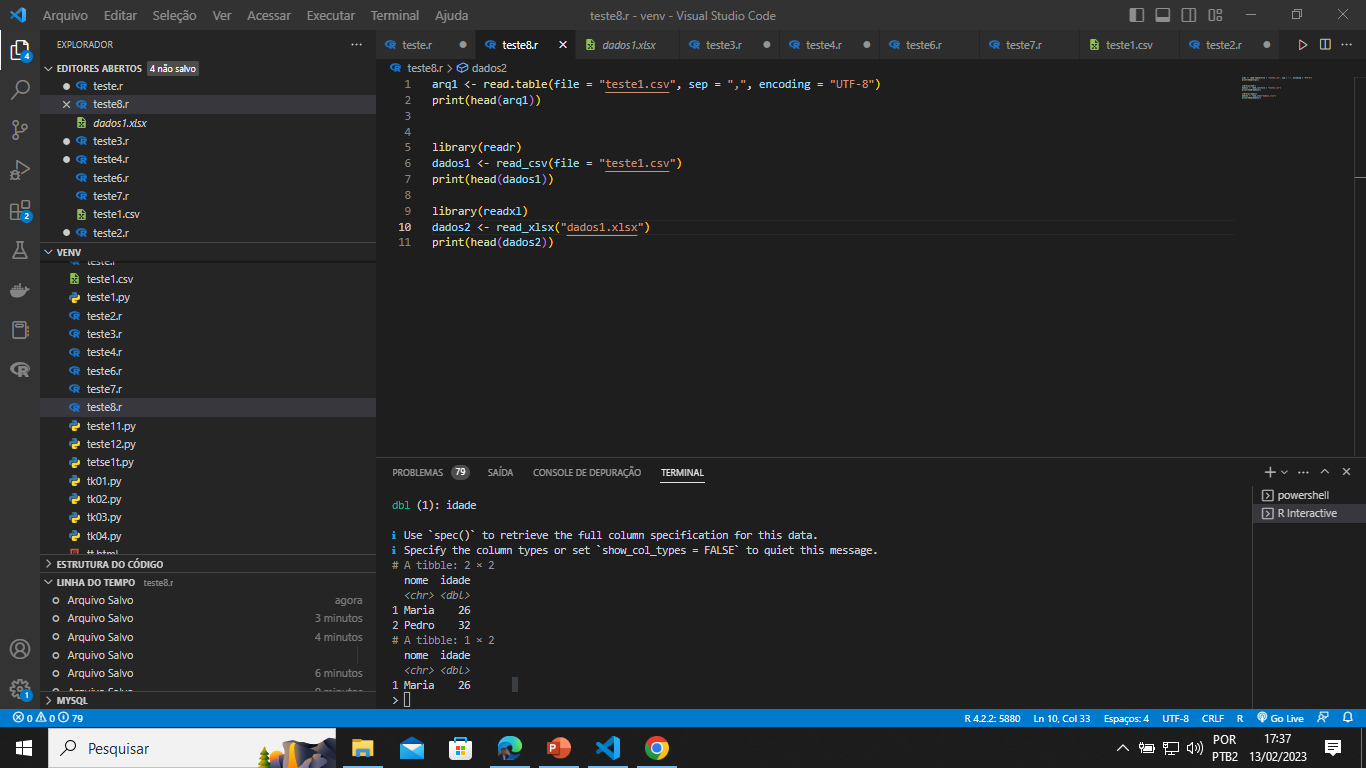 Arquivo Editar Seleção Ver Acessar Executar Terminal Ajuda
teste8.r - venv - Visual Studio Code
EXPLORADOR
EDITORES ABERTOS 4 não salvo
teste.r
teste8.r
dados1.xlsx
teste3.r
teste4.r
teste6.r
teste7.r
teste1.csv
teste2.r
VENV
teste.r
teste1.csv
teste1.py
teste2.r
teste3.r
teste4.r
teste6.r
teste7.r
teste8.r
teste11.py
teste12.py
tetse1t.py
tk01.py
tk02.py
tk03.py
tk04.py
tt.html
ESTRUTURA DO CÓDIGO
LINHA DO TEMPO teste8.r
Arquivo Salvo agora
Arquivo Salvo 3 minutos
Arquivo Salvo 4 minutos
Arquivo Salvo
Arquivo Salvo 6 minutos
Arquivo Salvo
MYSQL
4
2
1
teste.r teste8.r dados1.xlsx teste3.r teste4.r teste6.r teste7.r teste1.csv teste2.r
teste8.r > dados2
1 arq1 <- read.table(file = "teste1.csv", sep = ",", encoding = "UTF-8")
2 print(head(arq1))
3
4
5 library(readr)
6 dados1 <- read_csv(file = "teste1.csv")
7 print(head(dados1))
8
9 library(readxl)
10 dados2 <- read_xlsx("dados1.xlsx")
11 print(head(dados2))
PROBLEMAS 79 SAÍDA CONSOLE DE DEPURAÇÃO TERMINAL
powershell
R Interactive
dbl (1): idade
ℹ Use `spec()` to retrieve the full column specification for this data.
ℹ Specify the column types or set `show_col_types = FALSE` to quiet this message.
# A tibble: 2 × 2
nome idade
<chr> <dbl>
1 Maria 26
2 Pedro 32
# A tibble: 1 × 2
nome idade
<chr> <dbl>
1 Maria 26
>
0 0 79 R 4.2.2: 5880 Ln 10, Col 33 Espaços: 4 UTF-8 CRLF R Go Live
Pesquisar
POR
PTB2
17:37
13/02/2023